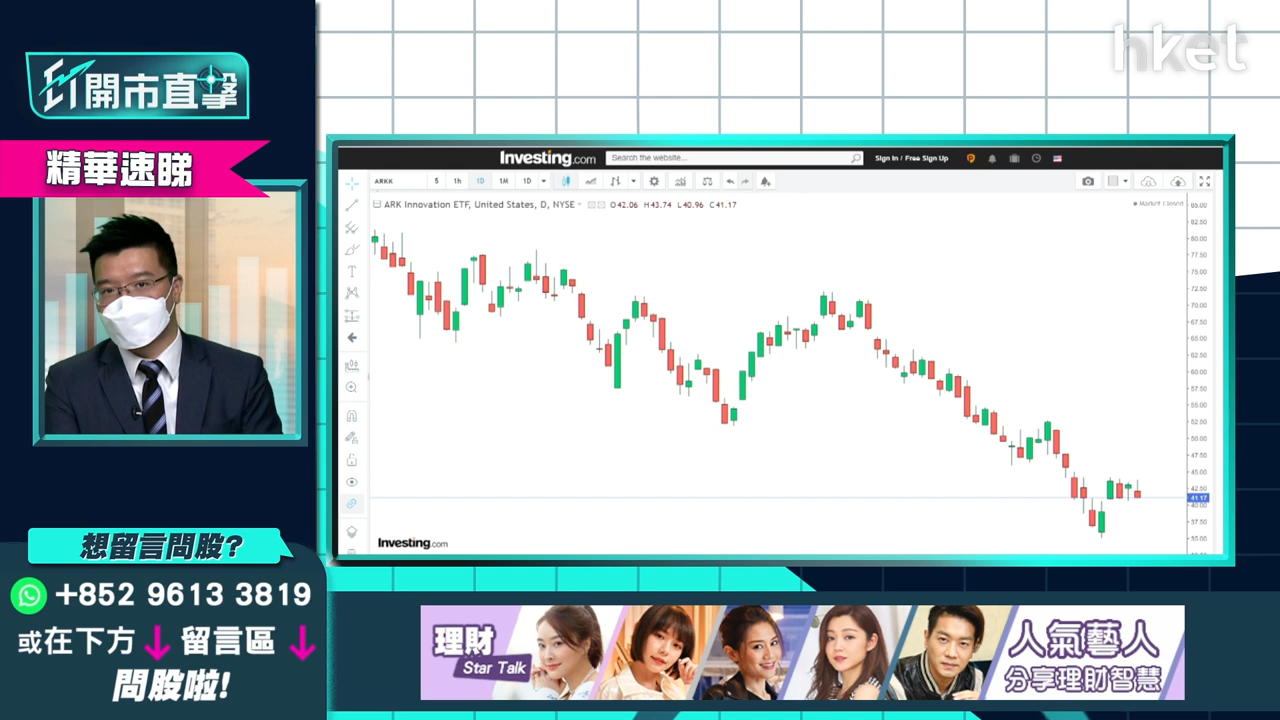 ET開市直擊
精華速睇
想留言問股?
+852 9613 3819
或在下方↓留言區↓
問股啦!
hket
Investing.com
Search the website...
Sign In / Free Sign Up
ARKK
5
1h
1D
1M
1D
ARK Innovation ETF, United States, D, NYSE
O42.06 H43.74 L40.96 C41.17
Market Closed
85.00
82.50
80.00
77.50
75.00
72.50
70.00
67.50
65.00
62.50
60.00
57.50
55.00
52.50
50.00
47.50
45.00
42.50
41.17
40.00
37.50
35.00
Investing.com
理財
Star Talk
人氣藝人
分享理財智慧